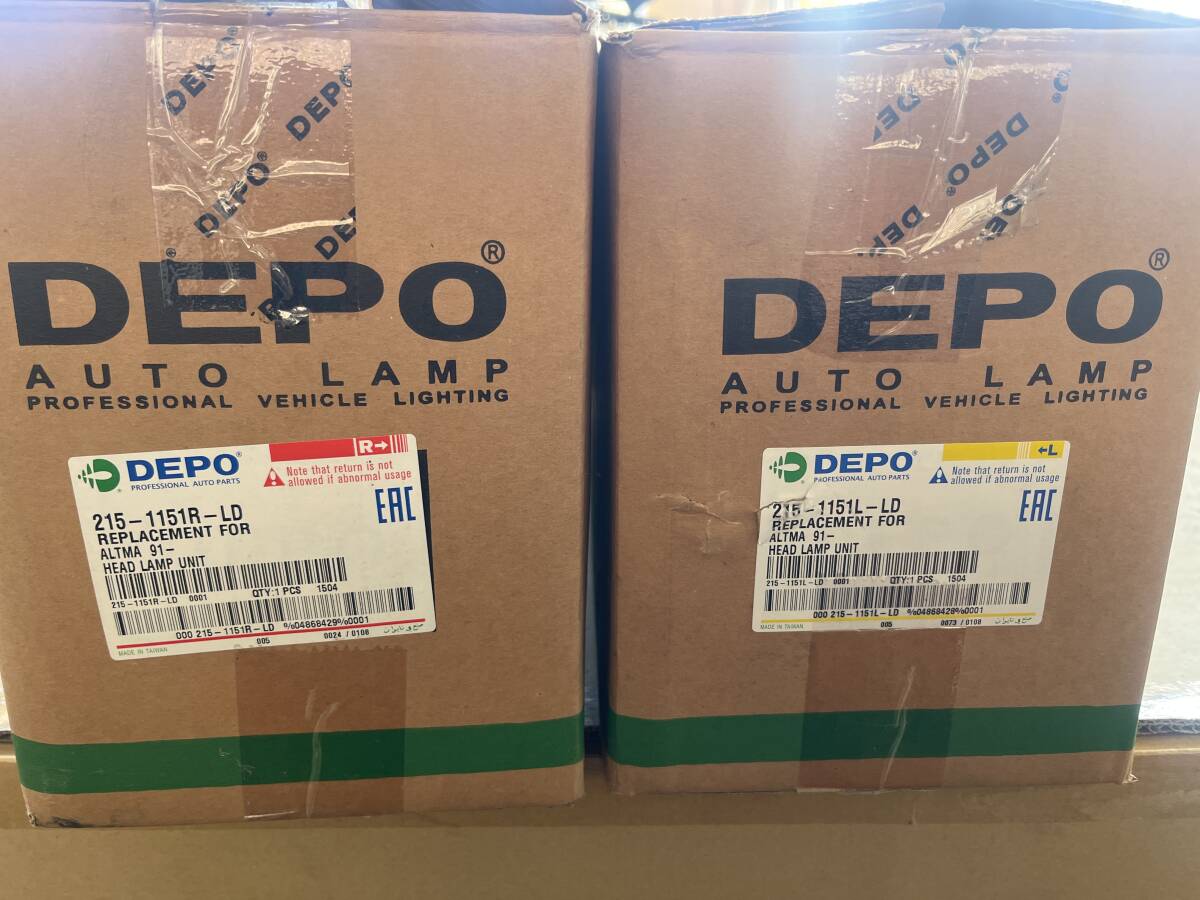 DEPO
DEPO
DEPO
DEPO®
AUTO LAMP
PROFESSIONAL VEHICLE LIGHTING
DEPO®
PROFESSIONAL AUTO PARTS
R→
Note that return is not
allowed if abnormal usage
215-1151R-LD
REPLACEMENT FOR
ALTMA 91-
HEAD LAMP UNIT
EAC
215-1151R-LD 0001 QTY:1 PCS 1504
000 215-1151R-LD %04868429%0001
MADE IN TAIWAN 005 0024 / 0108
DEPO
DEPO
DEPO®
AUTO LAMP
PROFESSIONAL VEHICLE LIGHTING
DEPO®
PROFESSIONAL AUTO PARTS
←L
Note that return is not
allowed if abnormal usage
215-1151L-LD
REPLACEMENT FOR
ALTMA 91-
HEAD LAMP UNIT
EAC
215-1151L-LD 0001 QTY:1 PCS 1504
000 215-1151L-LD %04868428%0001
MADE IN TAIWAN 005 0073 / 0108